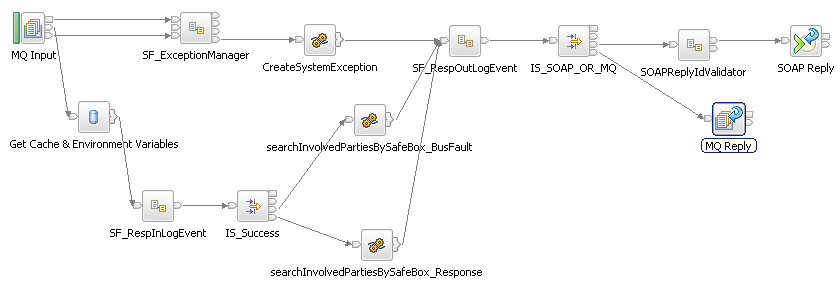 MQ Input
SF_ExceptionManager
CreateSystemException
SF_RespOutLogEvent
IS_SOAP_OR_MQ
SOAPReplyIdValidator
SOAP Reply
Get Cache & Environment Variables
searchInvolvedPartiesBySafeBox_BusFault
MQ Reply
SF_RespInLogEvent
IS_Success
searchInvolvedPartiesBySafeBox_Response